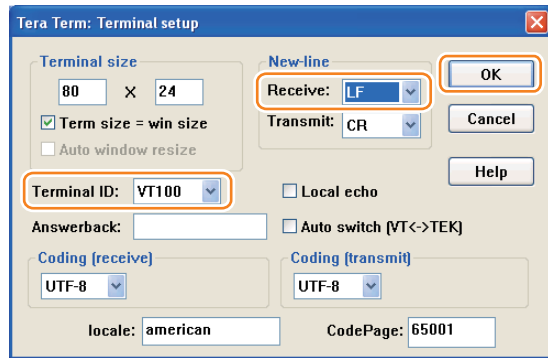 Tera Term: Terminal setup
Terminal size
80 X 24
Term size = win size
Auto window resize
New-line
Receive: LF
Transmit: CR
OK
Cancel
Help
Terminal ID: VT100
Local echo
Answerback:
Auto switch (VT<->TEK)
Coding (receive)
UTF-8
Coding (transmit)
UTF-8
locale: american
CodePage: 65001